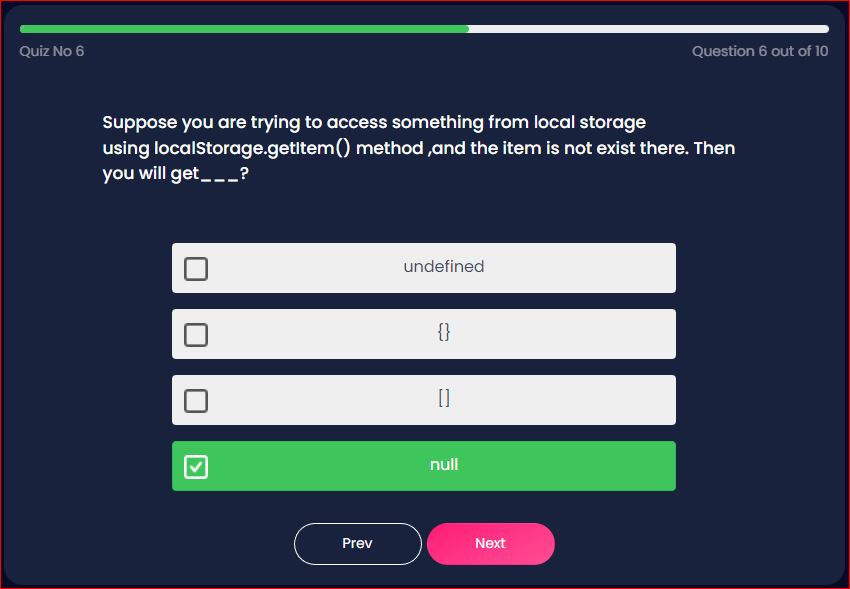 Quiz No 6
Question 6 out of 10
Suppose you are trying to access something from local storage
using localStorage.getItem() method ,and the item is not exist there. Then
you will get___?
undefined
{}
[]
null
Prev
Next